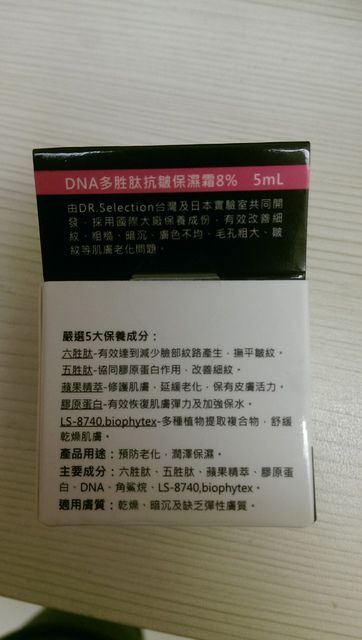 DNA多胜肽抗皺保濕霜8% 5mL
由DR.Selection台灣及日本實驗室共同開
發，採用國際大廠保養成份，有效改善細
紋、粗糙、暗沉、膚色不均、毛孔粗大、皺
紋等肌膚老化問題。
嚴選5大保養成分：
六胜肽-有效達到減少臉部紋路產生，撫平皺紋。
五胜肽-協同膠原蛋白作用，改善細紋。
蘋果精萃-修護肌膚，延緩老化，保有皮膚活力。
膠原蛋白-有效恢復肌膚彈力及加強保水。
LS-8740,biophytex-多種植物提取複合物，舒緩
乾燥肌膚。
產品用途：預防老化，潤澤保濕。
主要成分：六胜肽、五胜肽、蘋果精萃、膠原蛋
白、DNA、角鯊烷、LS-8740,biophytex。
適用膚質：乾燥、暗沉及缺乏彈性膚質。